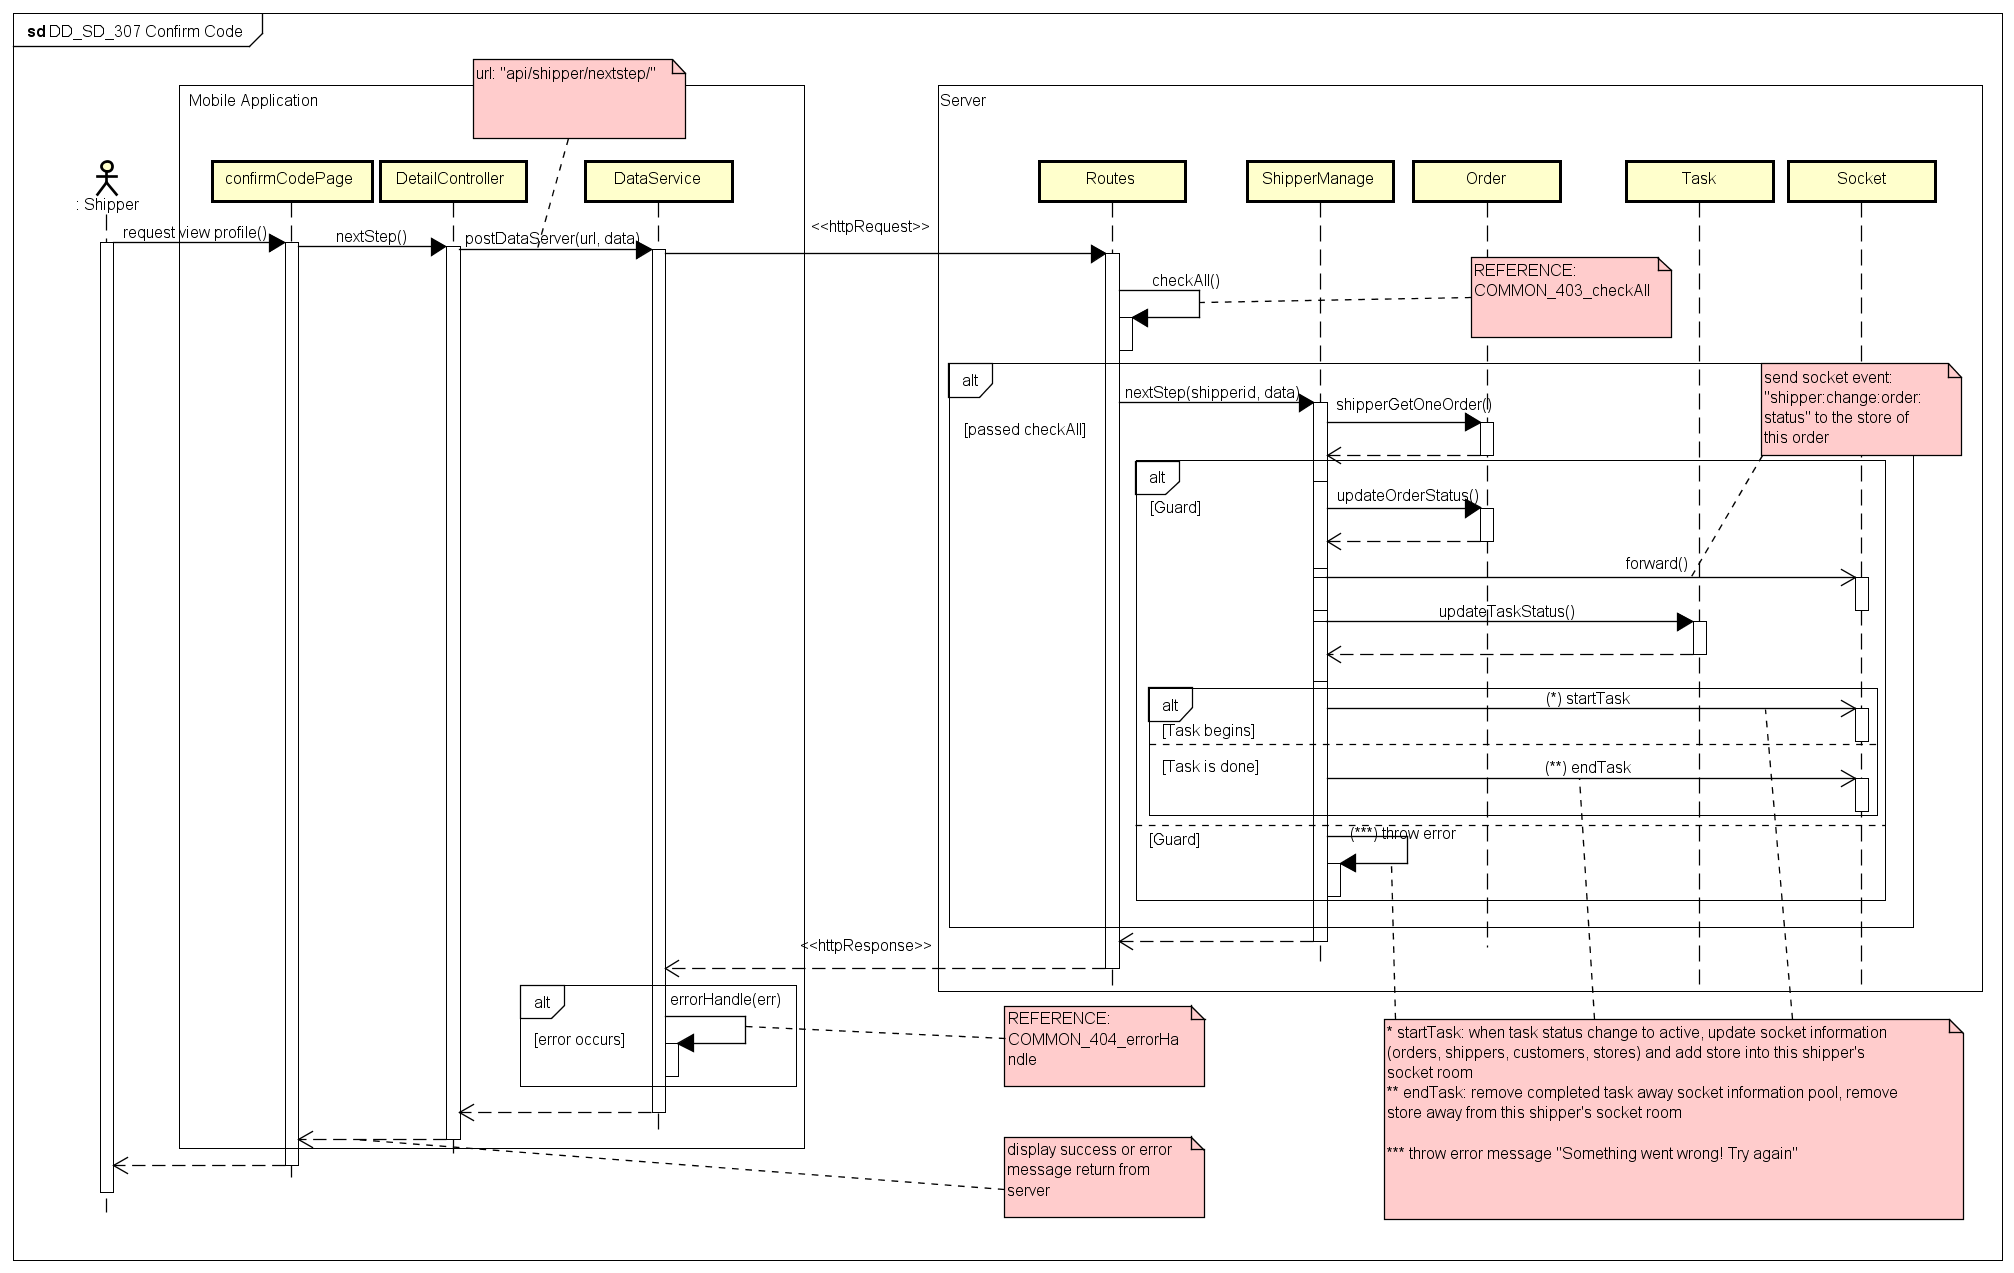 sd DD_SD_307 Confirm Code
url: "api/shipper/nextstep/"
Mobile Application
Server
confirmCodePage
DetailController
DataService
Routes
ShipperManage
Order
Task
Socket
: Shipper
request view profile()
nextStep()
postDataServer(url, data)
<<httpRequest>>
checkAll()
REFERENCE:
COMMON_403_checkAll
alt
[passed checkAll]
nextStep(shipperid, data)
shipperGetOneOrder()
send socket event:
"shipper:change:order:
status" to the store of
this order
alt
[Guard]
updateOrderStatus()
forward()
updateTaskStatus()
alt
[Task begins]
(*) startTask
[Task is done]
(**) endTask
[Guard]
(***) throw error
<<httpResponse>>
alt
[error occurs]
errorHandle(err)
REFERENCE:
COMMON_404_errorHa
ndle
* startTask: when task status change to active, update socket information
(orders, shippers, customers, stores) and add store into this shipper's
socket room
** endTask: remove completed task away socket information pool, remove
store away from this shipper's socket room
*** throw error message "Something went wrong! Try again"
display success or error
message return from
server